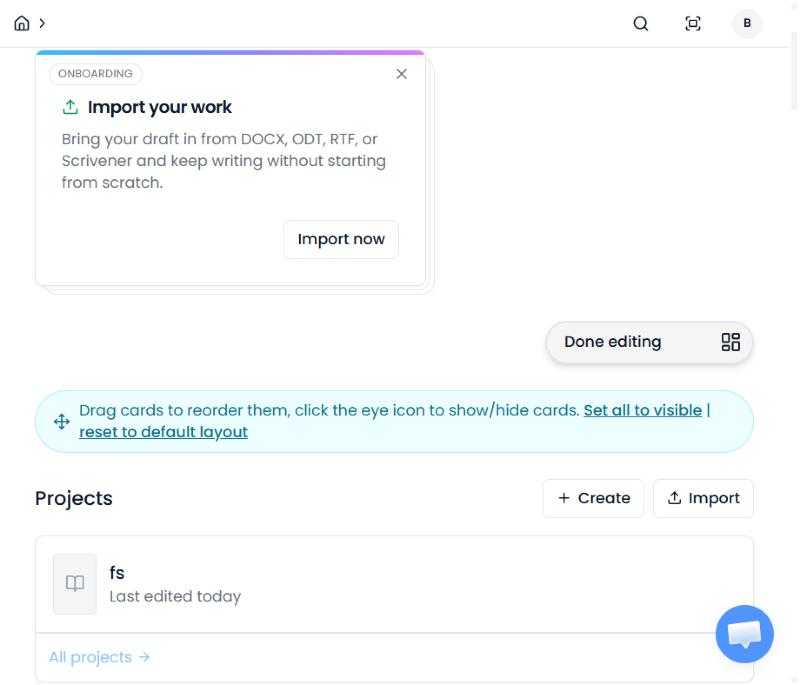 B
ONBOARDING
Import your work
Bring your draft in from DOCX, ODT, RTF, or
Scrivener and keep writing without starting
from scratch.
Import now
Done editing
Drag cards to reorder them, click the eye icon to show/hide cards. Set all to visible |
reset to default layout
Projects
Create
Import
fs
Last edited today
All projects →